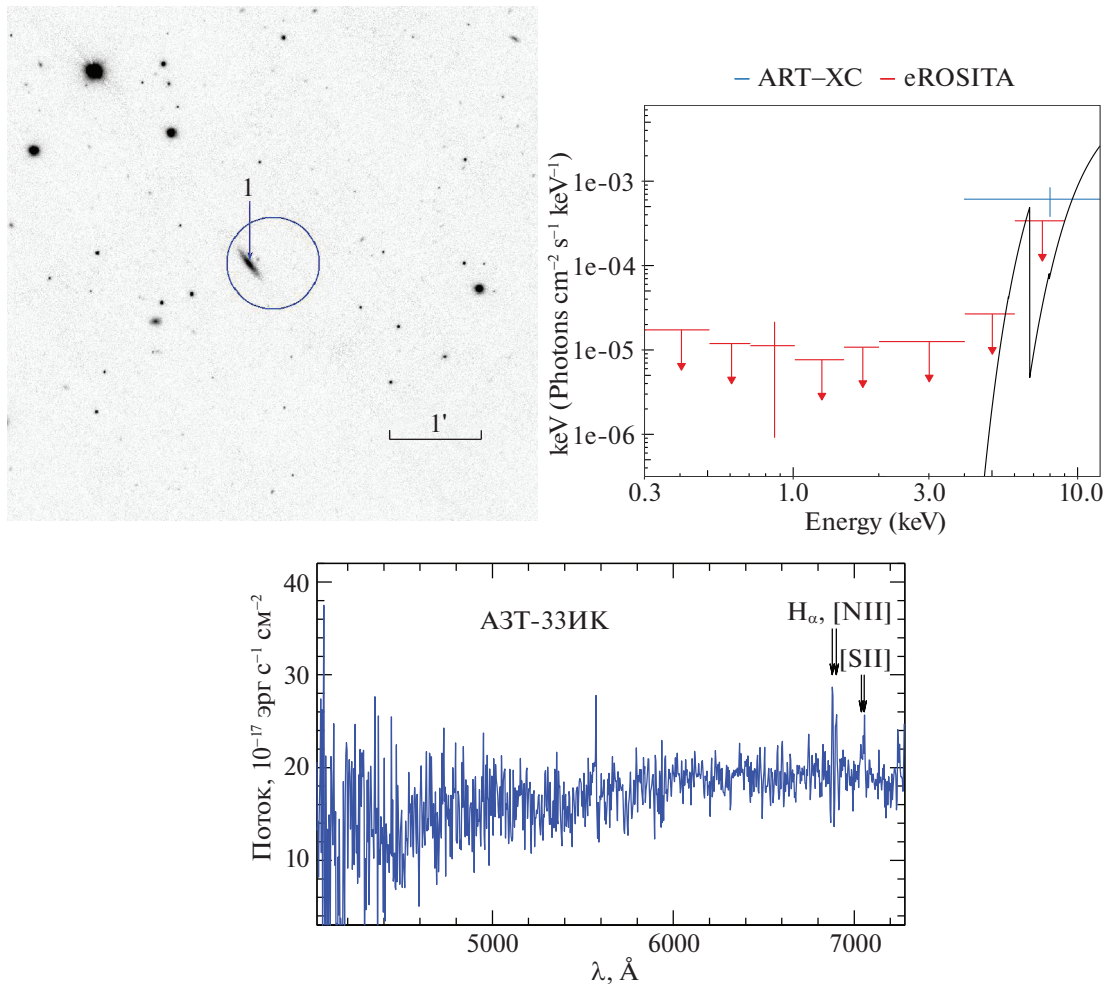 1
1'
— ART–XC — eROSITA
keV (Photons cm⁻² s⁻¹ keV⁻¹)
1e-03
1e-04
1e-05
1e-06
0.3 1.0 3.0 10.0
Energy (keV)
Поток, 10⁻¹⁷ эрг с⁻¹ см⁻²
40
30
20
10
АЗТ-33ИК
Hα, [NII]
[SII]
5000 6000 7000
λ, Å